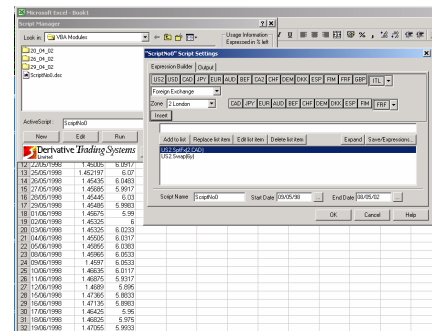 Microsoft Excel - Book1
Script Manager
Look in: VBA Modules
Usage Information -
Expressed in % left
20_04_02
26_04_02
29_04_02
ScriptNo0.dsc
"ScriptNo0" Script Settings
Expression Builder Output
US2 USD CAD JPY EUR AUD BEF CA2 CHF DEM DKK ESP FIM FRF GBP ITL
Foreign Exchange
Zone 2 London CAD JPY EUR AUD BEF CHF DEM DKK ESP FIM FRF
Insert
ActiveScript: ScriptNo0
New Edit Run
Add to list Replace list item Edit list item Delete list item Expand Save/Expressions...
US2.SptFx(2,CAD)
US2.Swap(6y)
Derivative Trading Systems
Limited
Script Name ScriptNo0 Start Date 09/05/98 ... End Date 08/05/02 ...
OK Cancel Help
12 22/05/1998 1.45005 6.0917
13 25/05/1998 1.452197 6.07
14 26/05/1998 1.45435 6.0483
15 27/05/1998 1.45685 5.9917
16 28/05/1998 1.45445 6.03
17 29/05/1998 1.45485 5.9983
18 01/06/1998 1.46675 5.99
19 02/06/1998 1.45325 6
20 03/06/1998 1.45325 6.0233
21 04/06/1998 1.45505 6.0317
22 05/06/1998 1.45855 6.0383
23 08/06/1998 1.45965 6.0533
24 09/06/1998 1.4597 6.0533
25 10/06/1998 1.46635 6.0117
26 11/06/1998 1.46875 5.9317
27 12/06/1998 1.4689 5.895
28 15/06/1998 1.47365 5.8833
29 16/06/1998 1.47135 5.8983
30 17/06/1998 1.46425 5.95
31 18/06/1998 1.46825 5.975
32 19/06/1998 1.47055 5.9933